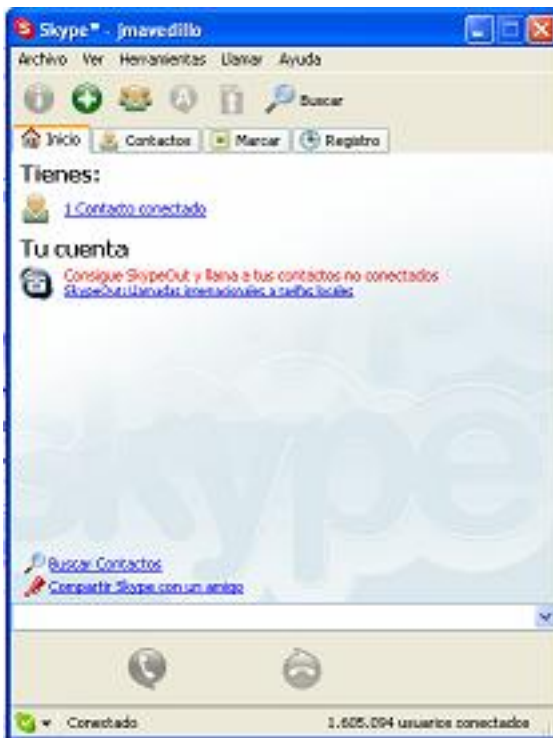 Skype™ - jmavedillo
Archivo Ver Herramientas Llamar Ayuda
Buscar
Inicio Contactos Marcar Registro
Tienes:
1 Contacto conectado
Tu cuenta
Consigue SkypeOut y llama a tus contactos no conectados
SkypeOut: Llamadas internacionales a tarifas locales
skype
Buscar Contactos
Compartir Skype con un amigo
Conectado 1.605.094 usuarios conectados